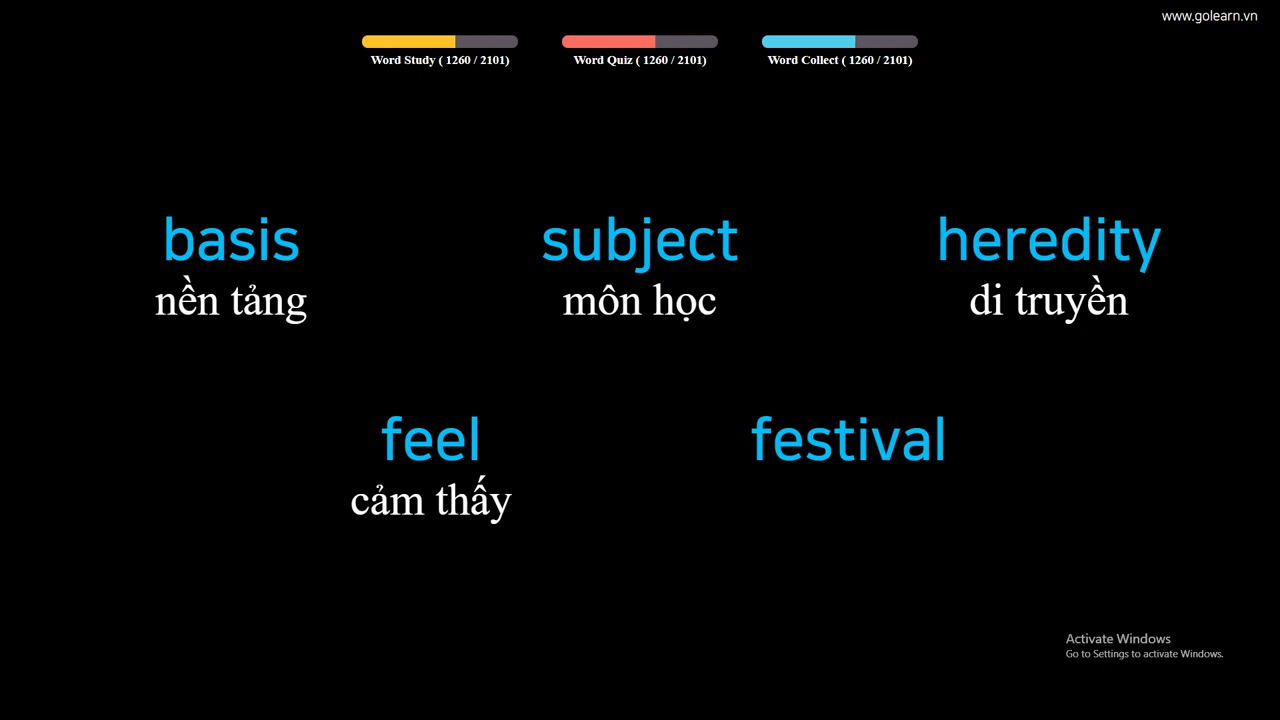 www.golearn.vn
Word Study ( 1260 / 2101)
Word Quiz ( 1260 / 2101)
Word Collect ( 1260 / 2101)
basis
subject
heredity
nền tảng
môn học
di truyền
feel
festival
cảm thấy
Activate Windows
Go to Settings to activate Windows.